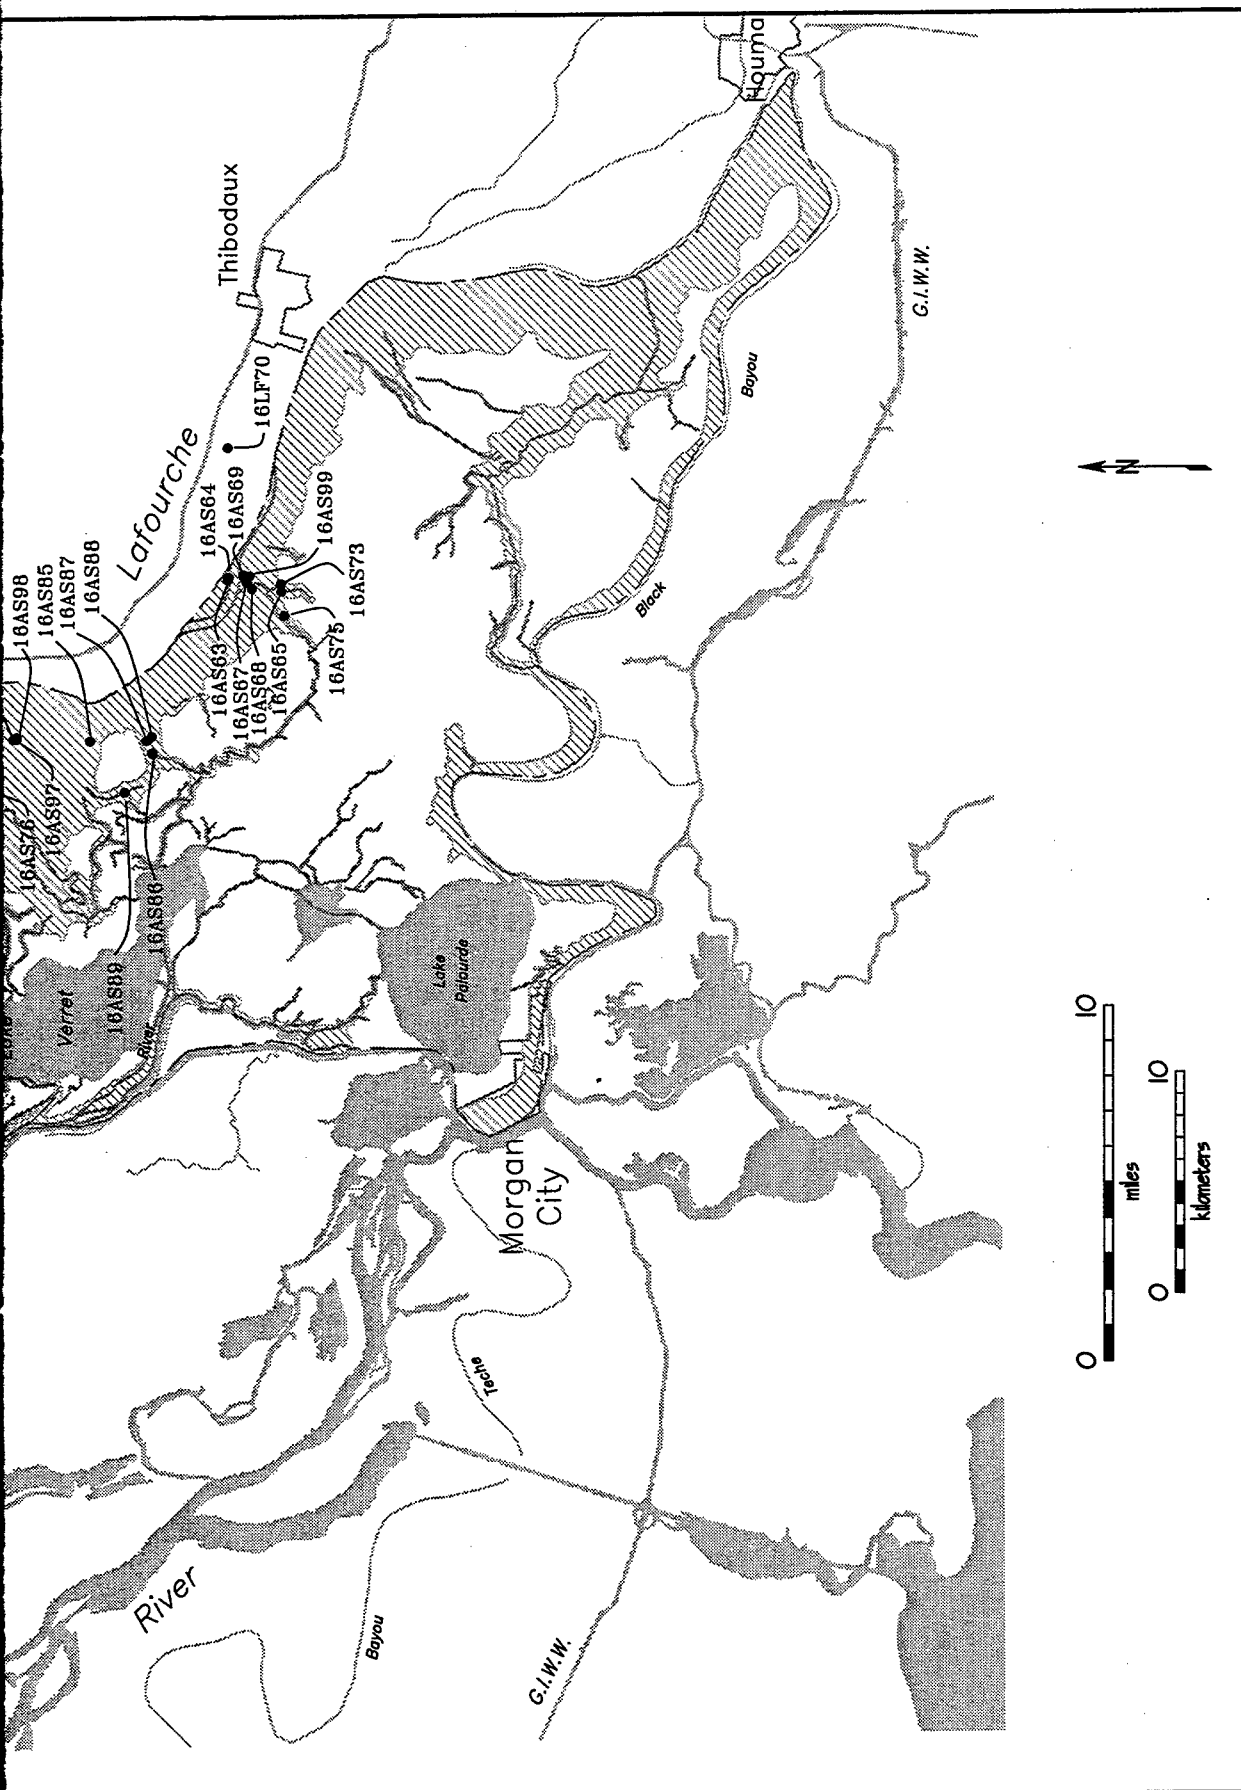 Houma
Thibodaux
G.I.W.W.
16LF70
Bayou
Lafourche
16AS64
16AS69
16AS99
16AS73
16AS98
16AS85
16AS87
16AS88
16AS63
16AS67
16AS68
16AS65
16AS75
Black
N
16AS76
16AS97
16AS86
16AS89
Verret
River
Lake
Palourde
Morgan
City
Teche
River
Bayou
G.I.W.W.
0 10
miles
0 10
kilometers